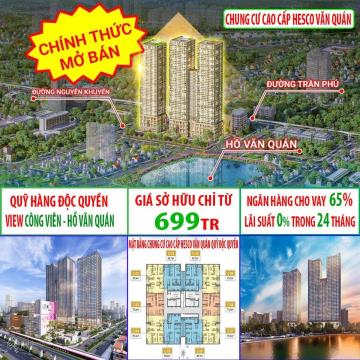 CHUNG CƯ CAO CẤP HESCO VĂN QUÁN
CHÍNH THỨC
MỞ BÁN
ĐƯỜNG NGUYỄN KHUYẾN
ĐƯỜNG TRẦN PHÚ
HỒ VĂN QUÁN
QUỸ HÀNG ĐỘC QUYỀN
VIEW CÔNG VIÊN - HỒ VĂN QUÁN
GIÁ SỞ HỮU CHỈ TỪ
699TR
NGÂN HÀNG CHO VAY 65%
LÃI SUẤT 0% TRONG 24 THÁNG
MẶT BẰNG CHUNG CƯ CAO CẤP HESCO VĂN QUÁN QUỸ ĐỘC QUYỀN